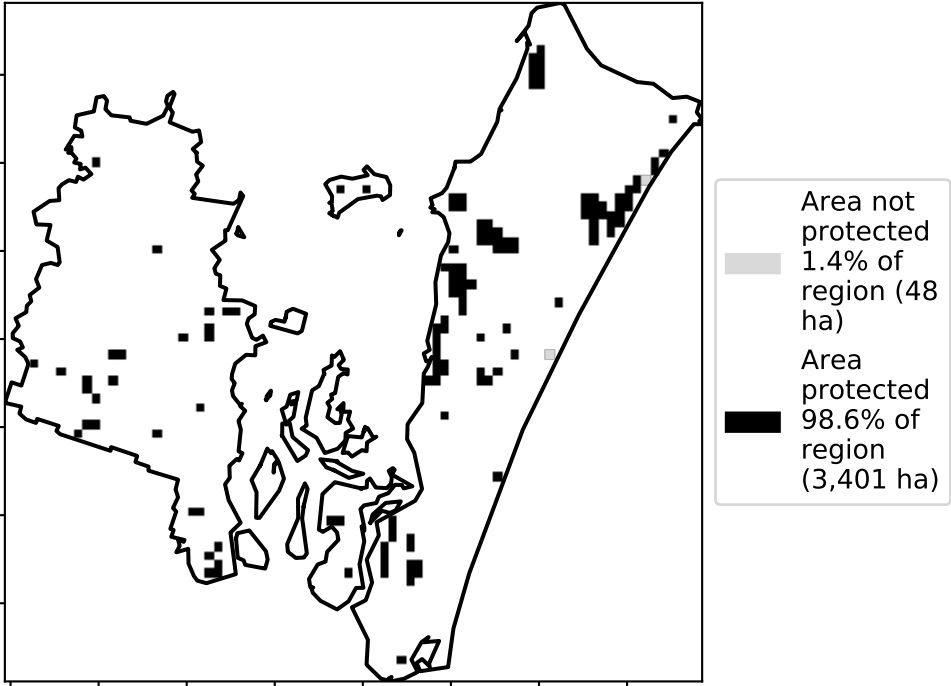 Area not
protected
1.4% of
region (48
ha)
Area
protected
98.6% of
region
(3,401 ha)